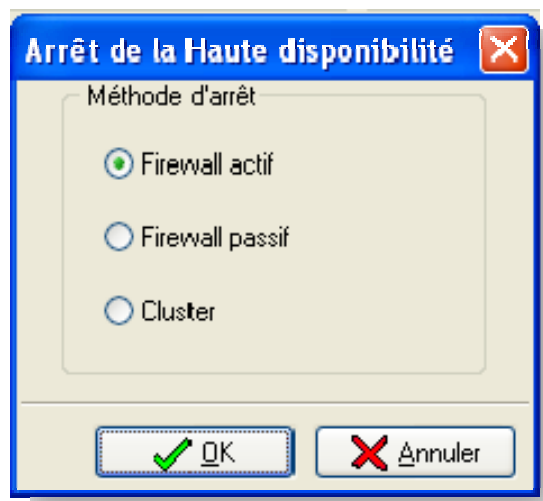 Arrêt de la Haute disponibilité
Méthode d'arrêt
Firewall actif
Firewall passif
Cluster
OK
Annuler